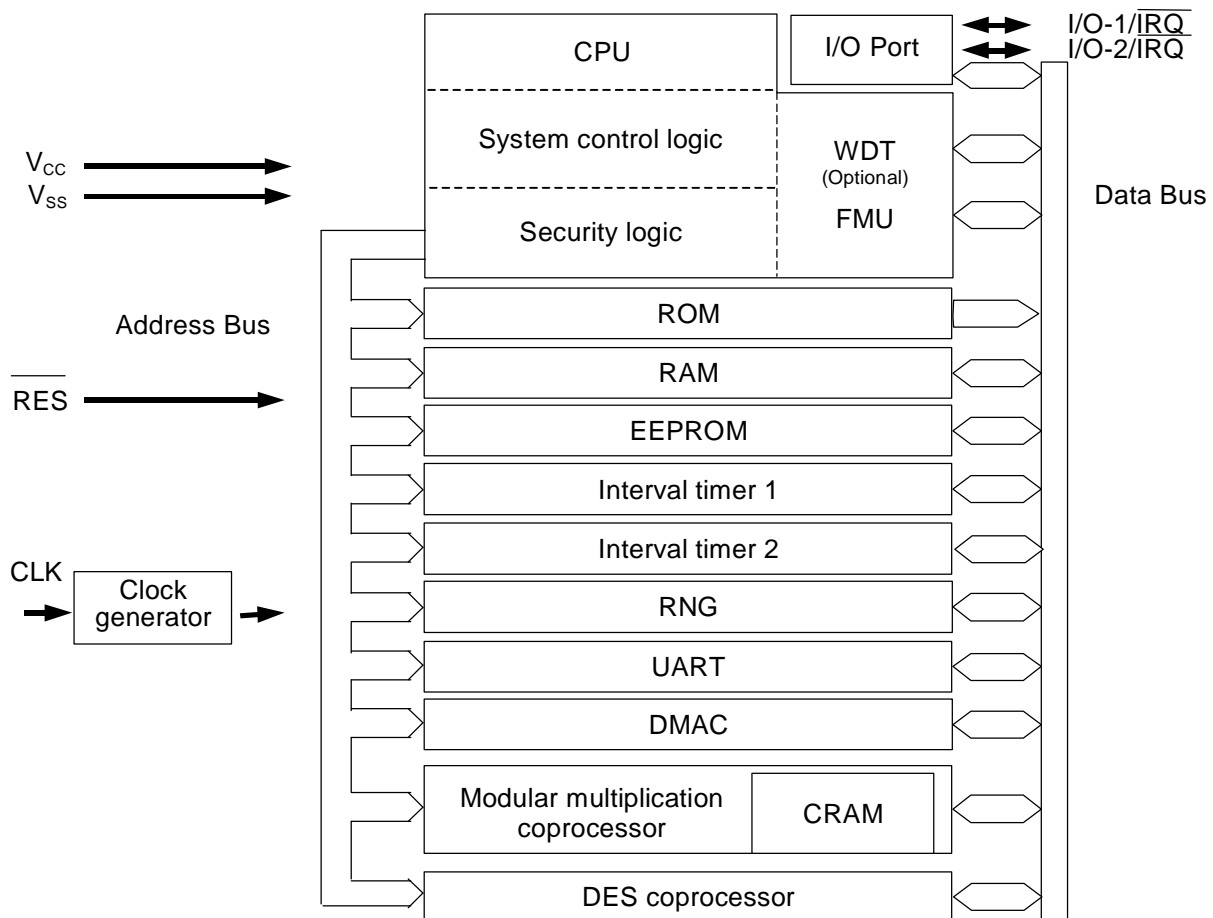 CPU
I/O Port
I/O-1/IRQ
I/O-2/IRQ
System control logic
WDT
(Optional)
FMU
VCC
VSS
Data Bus
Security logic
ROM
Address Bus
RAM
RES
EEPROM
Interval timer 1
Interval timer 2
CLK
Clock
generator
RNG
UART
DMAC
Modular multiplication
coprocessor
CRAM
DES coprocessor